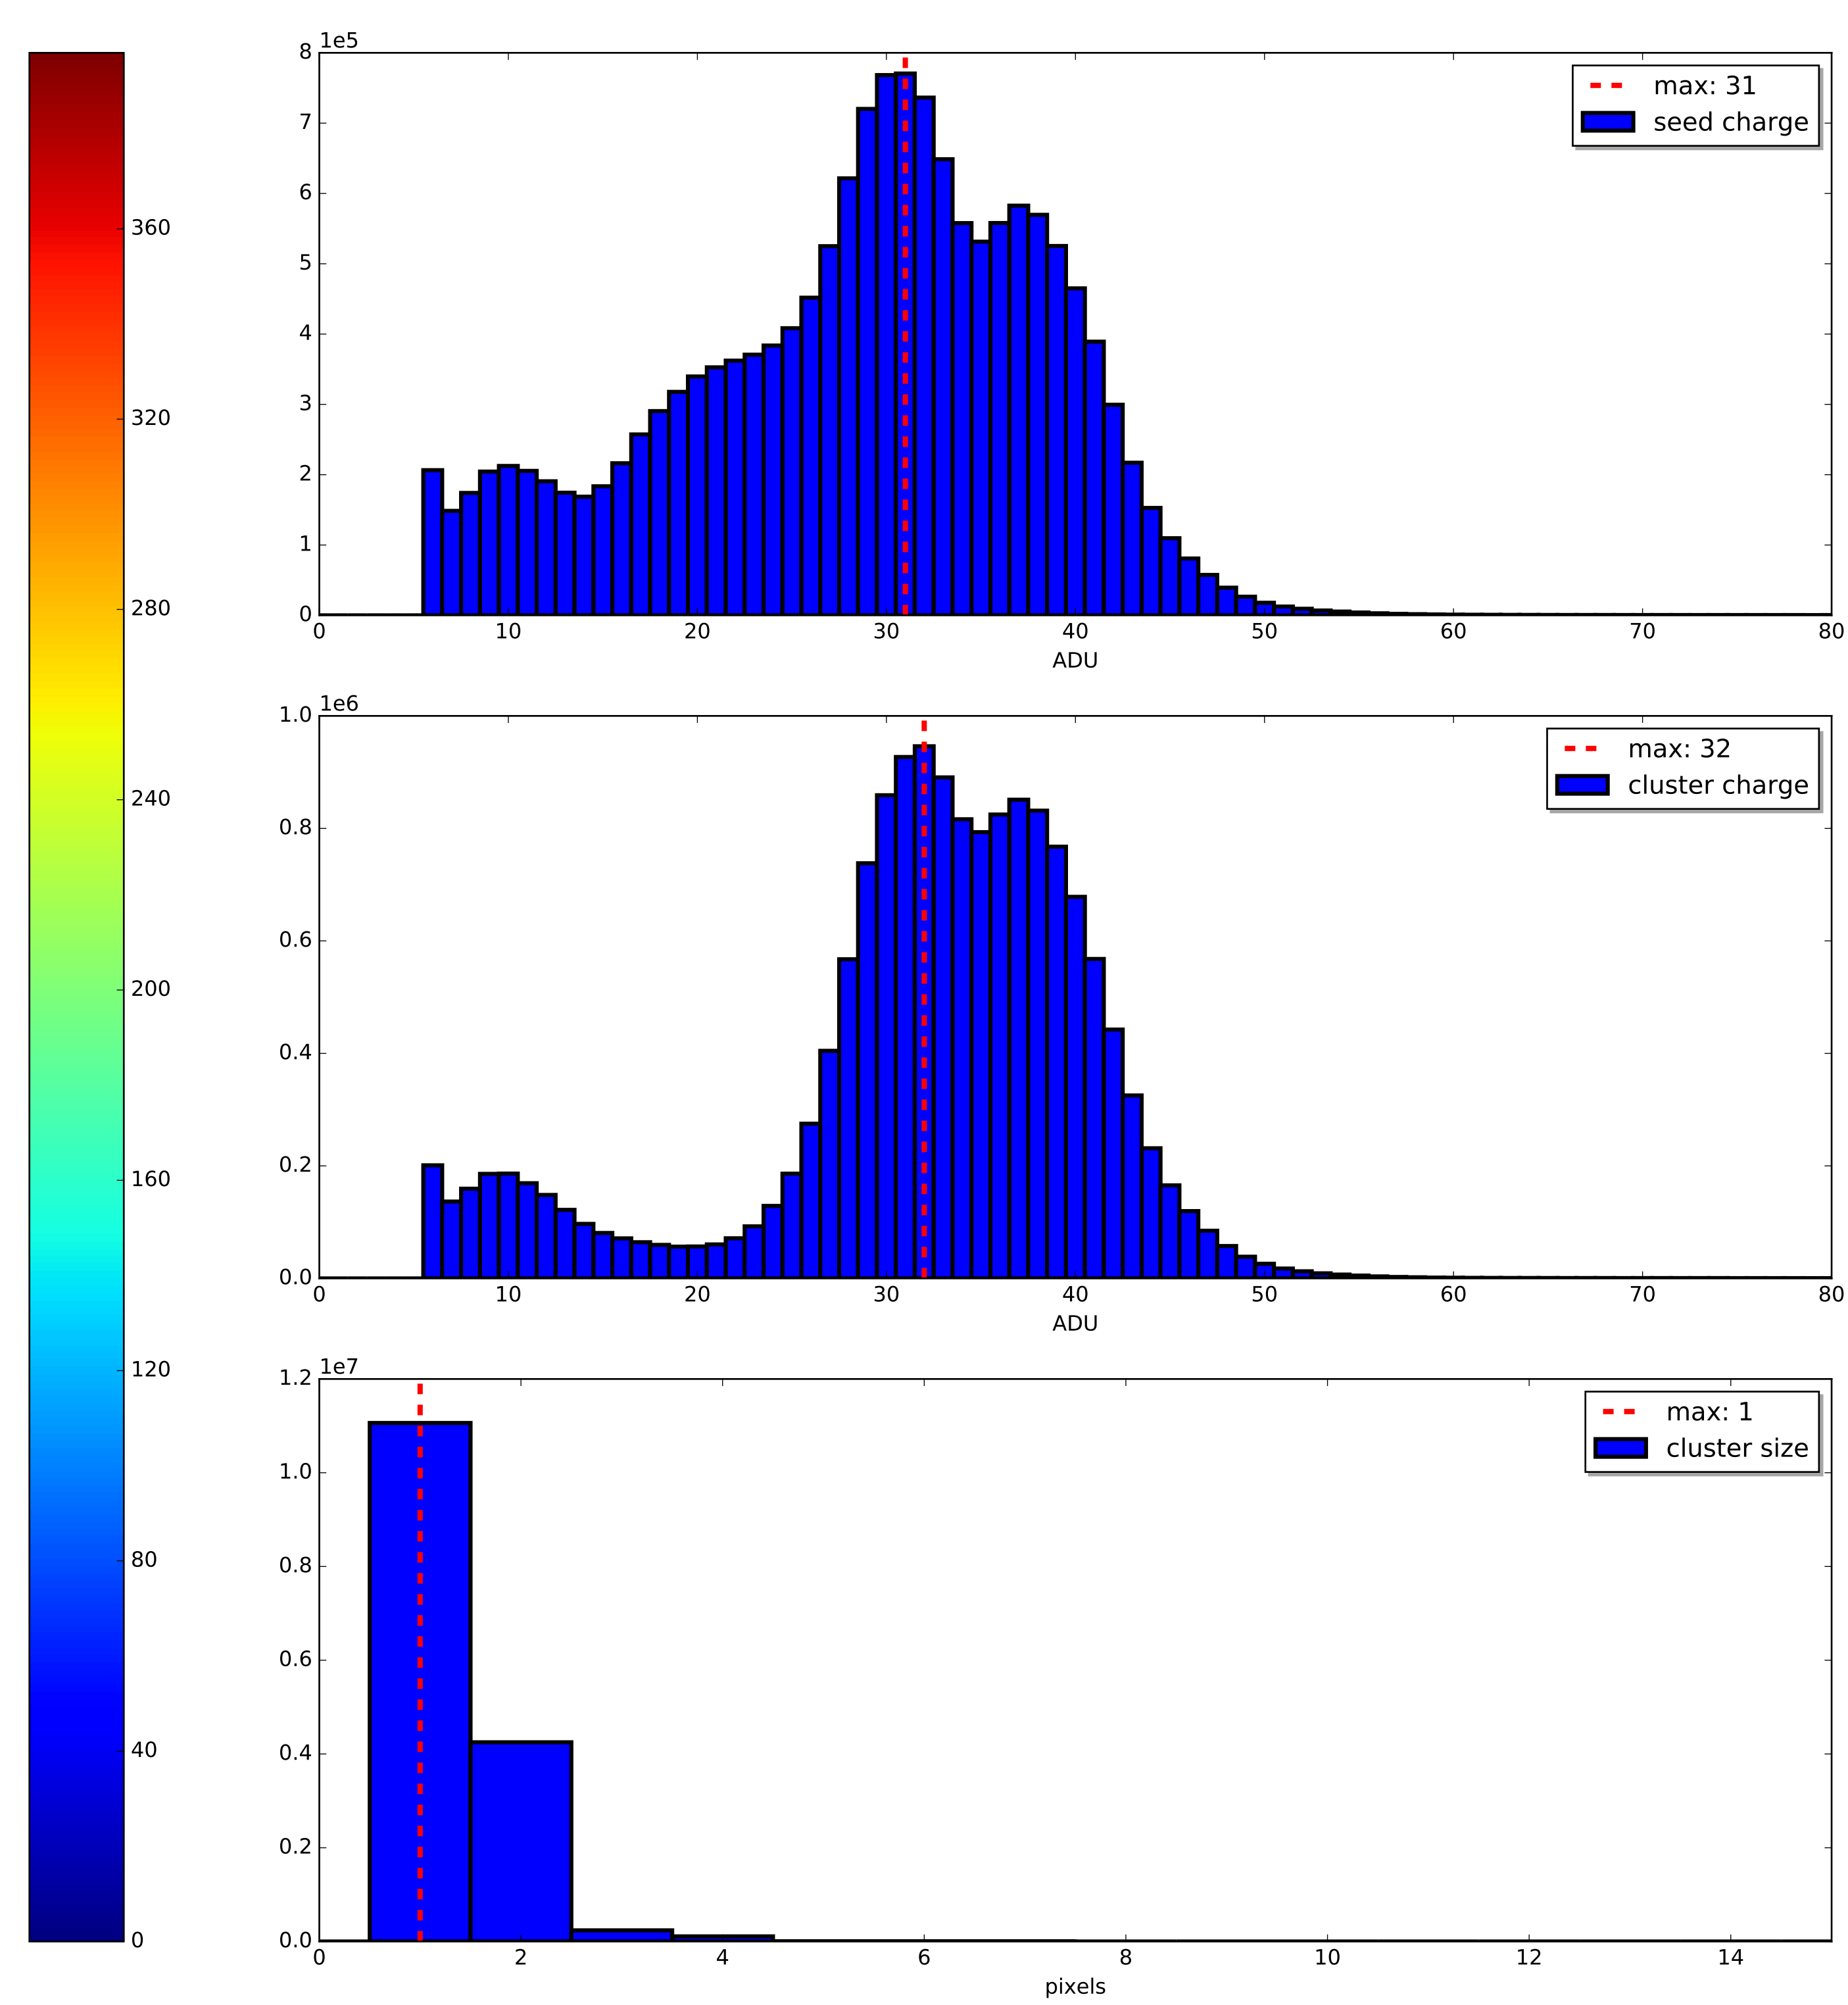 360
320
280
240
200
160
120
80
40
0
1e5
8
7
6
5
4
3
2
1
0
0 10 20 30 40 50 60 70 80
ADU
max: 31
seed charge
1e6
1.0
0.8
0.6
0.4
0.2
0.0
0 10 20 30 40 50 60 70 80
ADU
max: 32
cluster charge
1e7
1.2
1.0
0.8
0.6
0.4
0.2
0.0
0 2 4 6 8 10 12 14
pixels
max: 1
cluster size